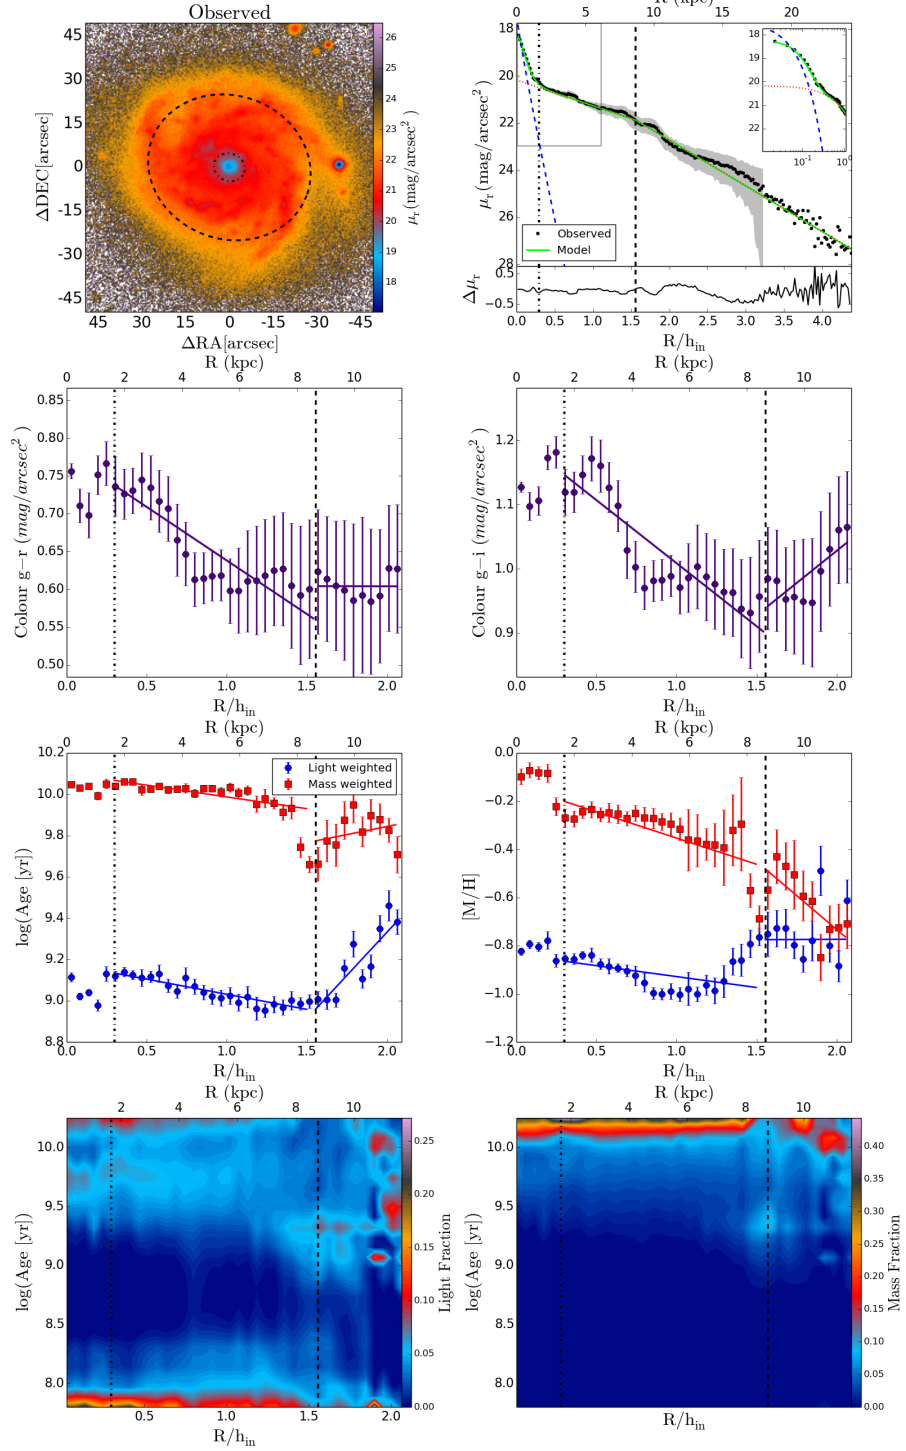 Observed
R (kpc)
0 6 12 18
45
30
15
0
−15
−30
−45
ΔDEC[arcsec]
45 30 15 0 -15 -30 -45
ΔRA[arcsec]
26
25
24
23
22
21
20
19
18
μr (mag/arcsec²)
18
20
22
24
26
28
μr (mag/arcsec²)
18
19
20
21
22
10⁻¹ 10⁰
Observed
Model
0.5
−0.5
Δμr
0.0 0.5 1.0 1.5 2.0 2.5 3.0 3.5 4.0
R/hin
R (kpc)
0 2 4 6 8 10
0.85
0.80
0.75
0.70
0.65
0.60
0.55
0.50
Colour g−r (mag/arcsec²)
0.0 0.5 1.0 1.5 2.0
R/hin
R (kpc)
0 2 4 6 8 10
1.2
1.1
1.0
0.9
Colour g−i (mag/arcsec²)
0.0 0.5 1.0 1.5 2.0
R/hin
R (kpc)
0 2 4 6 8 10
10.2
10.0
9.8
9.6
9.4
9.2
9.0
8.8
log(Age [yr])
Light weighted
Mass weighted
0.0 0.5 1.0 1.5 2.0
R/hin
R (kpc)
0 2 4 6 8 10
0.0
−0.2
−0.4
−0.6
−0.8
−1.0
−1.2
[M/H]
0.0 0.5 1.0 1.5 2.0
R/hin
R (kpc)
2 4 6 8 10
10.0
9.5
9.0
8.5
8.0
log(Age [yr])
0.5 1.0 1.5 2.0
R/hin
0.25
0.20
0.15
0.10
0.05
0.00
Light Fraction
R (kpc)
2 4 6 8 10
10.0
9.5
9.0
8.5
8.0
log(Age [yr])
R/hin
0.40
0.35
0.30
0.25
0.20
0.15
0.10
0.05
0.00
Mass Fraction